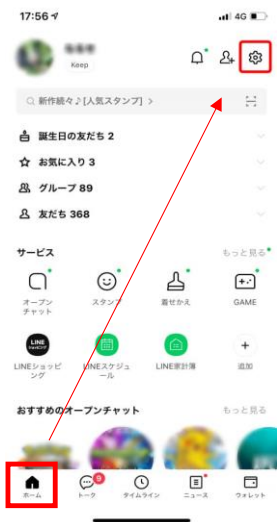 17:56
4G
Keep
新作続々♪[人気スタンプ] >
誕生日の友だち 2
お気に入り 3
グループ 89
友だち 368
サービス もっと見る
オープン
チャット
スタンプ
着せかえ
GAME
LINE
LINEショッピ
ング
LINEスケジュ
ール
LINE家計簿
追加
おすすめのオープンチャット もっと見る
ホーム トーク タイムライン ニュース ウォレット